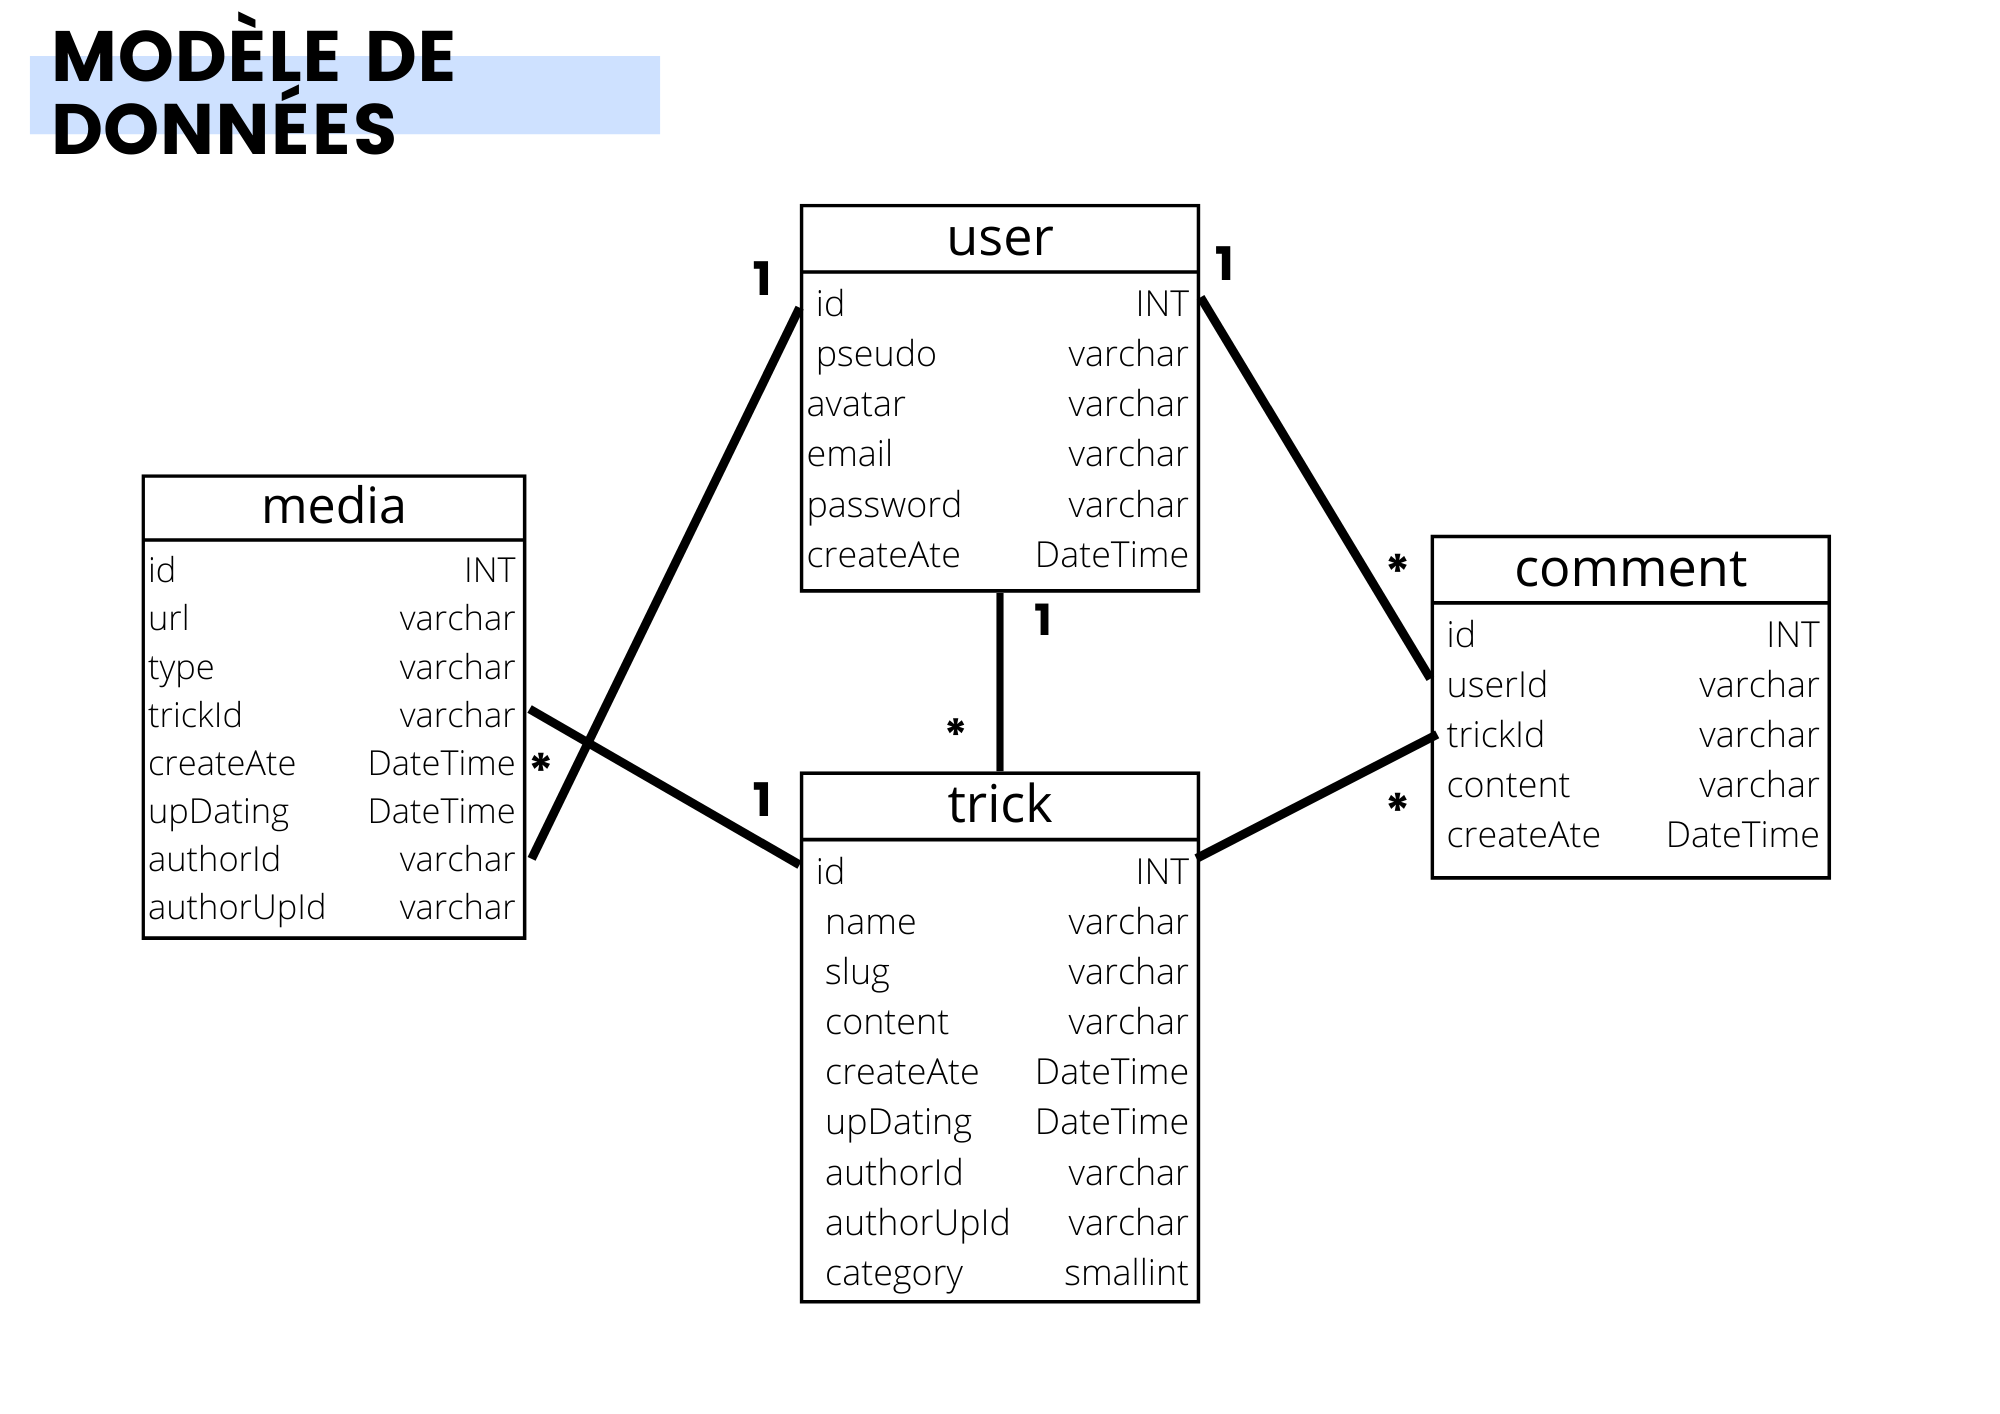 MODÈLE DE
DONNÉES
user
1
1
id INT
pseudo varchar
avatar varchar
email varchar
password varchar
createAte DateTime
1
*
media
id INT
url varchar
type varchar
trickId varchar
createAte DateTime *
upDating DateTime
authorId varchar
authorUpId varchar
*
comment
id INT
userId varchar
trickId varchar
content varchar
createAte DateTime
*
1
trick
id INT
name varchar
slug varchar
content varchar
createAte DateTime
upDating DateTime
authorId varchar
authorUpId varchar
category smallint